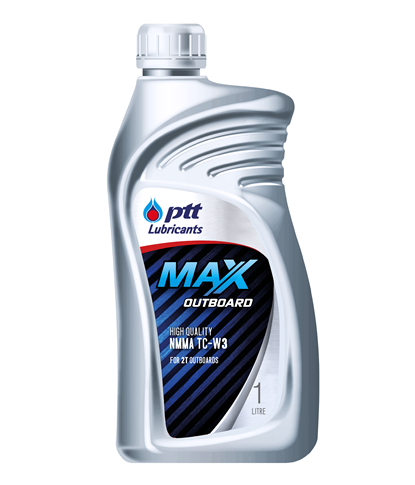 ptt
Lubricants
MAX
OUTBOARD
HIGH QUALITY
NMMA TC-W3
FOR 2T OUTBOARDS
1
LITRE